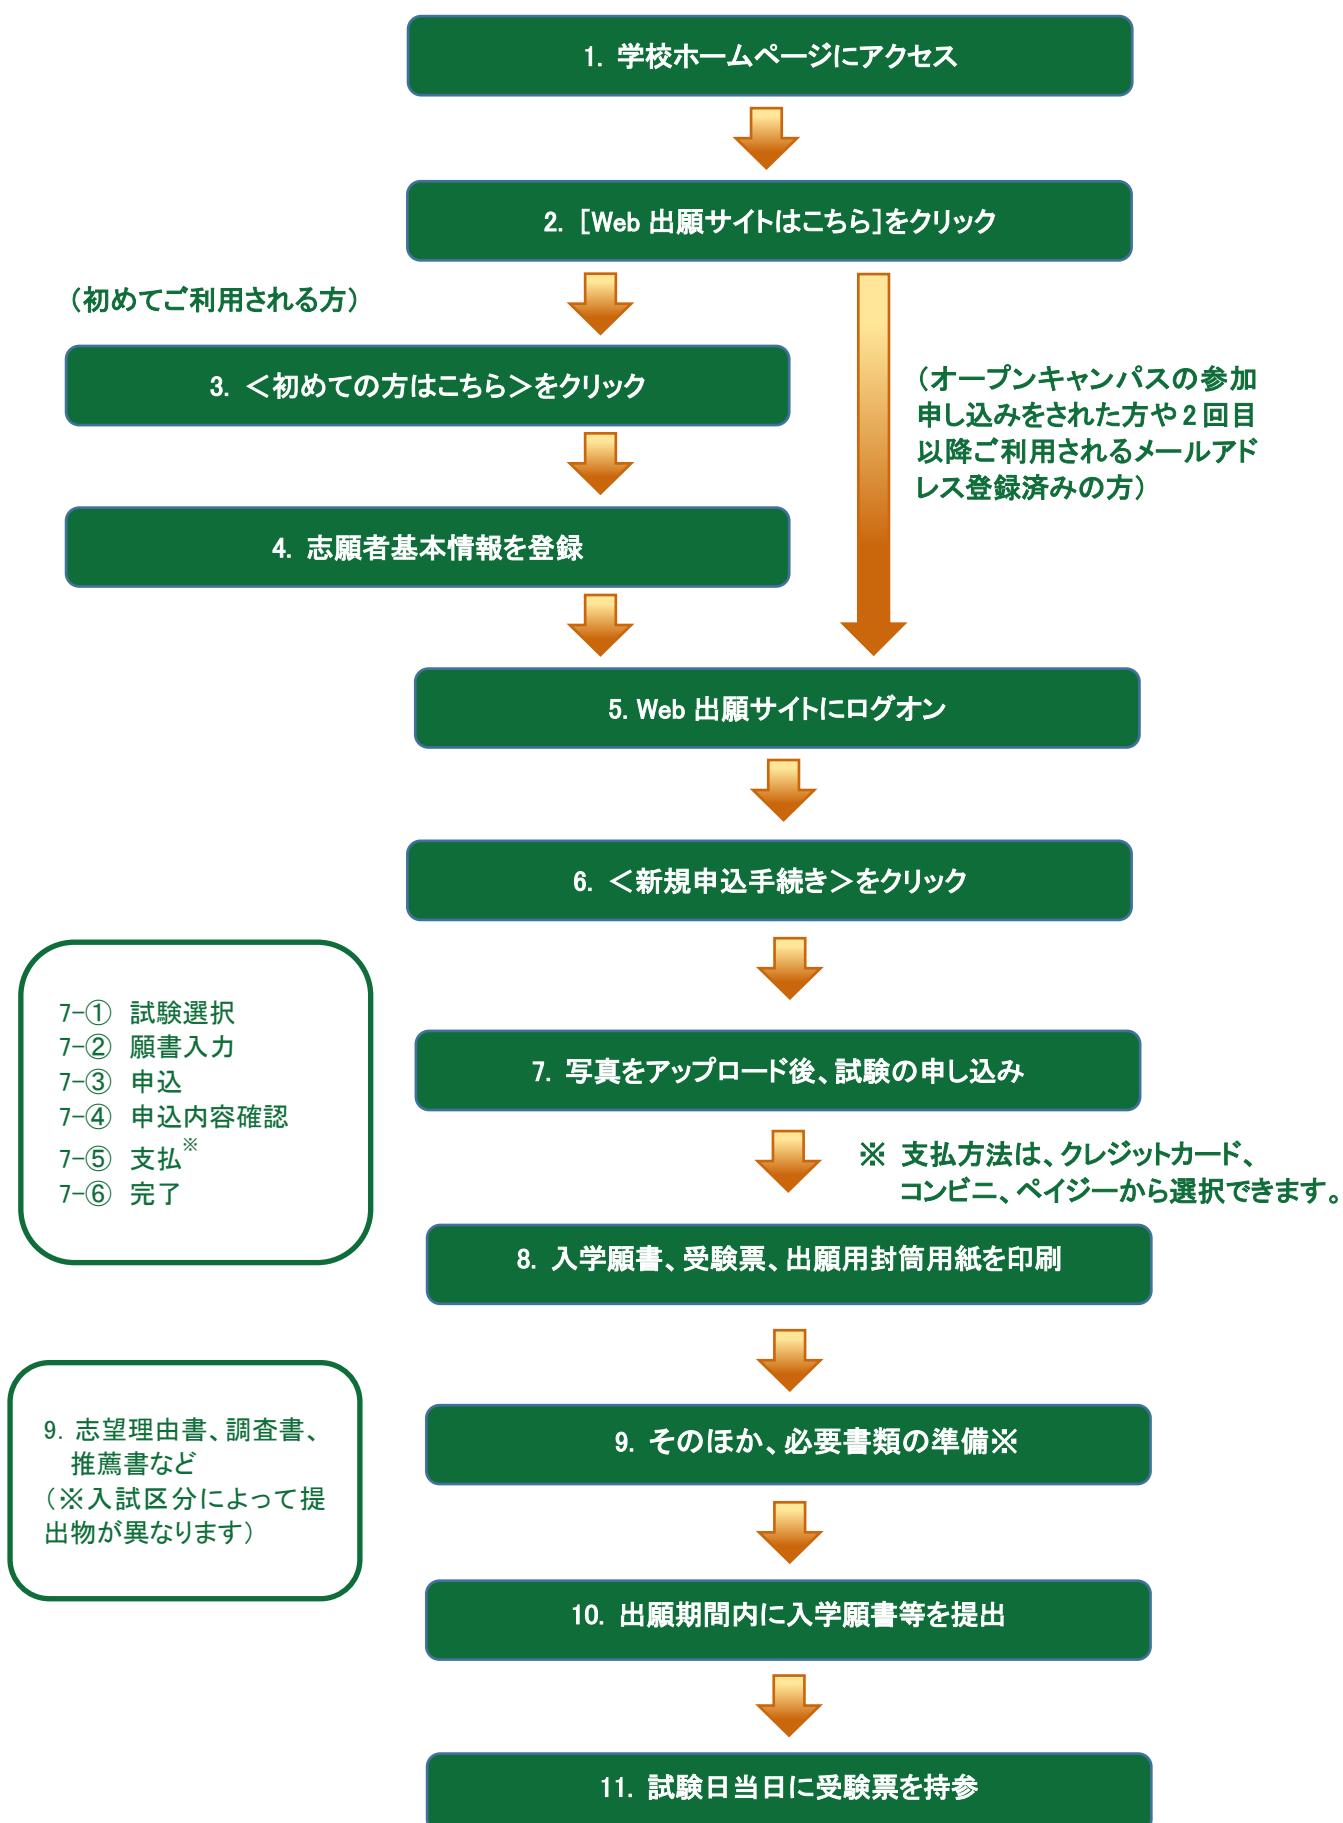 1. 学校ホームページにアクセス
2. [Web 出願サイトはこちら]をクリック
（初めてご利用される方）
3. ＜初めての方はこちら＞をクリック
（オープンキャンパスの参加
申し込みをされた方や 2 回目
以降ご利用されるメールアド
レス登録済みの方）
4. 志願者基本情報を登録
5. Web 出願サイトにログオン
6. ＜新規申込手続き＞をクリック
7-① 試験選択
7-② 願書入力
7-③ 申込
7-④ 申込内容確認
7-⑤ 支払※
7-⑥ 完了
7. 写真をアップロード後、試験の申し込み
※ 支払方法は、クレジットカード、
コンビニ、ペイジーから選択できます。
8. 入学願書、受験票、出願用封筒用紙を印刷
9. 志望理由書、調査書、
推薦書など
（※入試区分によって提
出物が異なります）
9. そのほか、必要書類の準備※
10. 出願期間内に入学願書等を提出
11. 試験日当日に受験票を持参